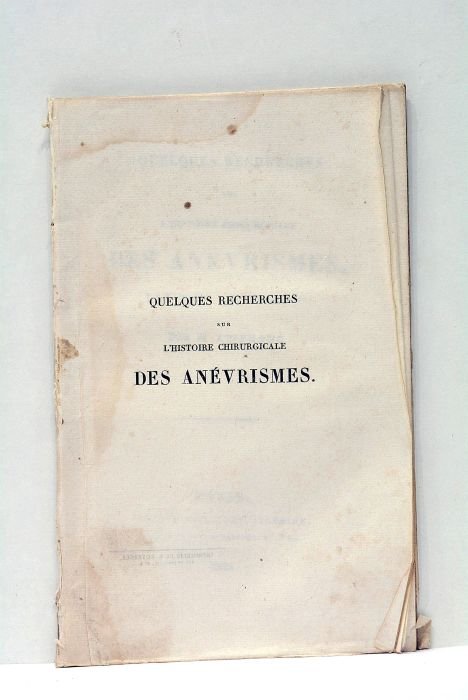 QUELQUES RECHERCHES
SUR
L'HISTOIRE CHIRURGICALE
DES ANÉVRISMES.